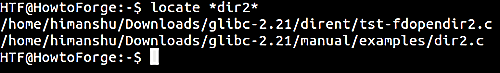 HTF@HowtoForge:~$ locate *dir2*
/home/himanshu/Downloads/glibc-2.21/dirent/tst-fdopendir2.c
/home/himanshu/Downloads/glibc-2.21/manual/examples/dir2.c
HTF@HowtoForge:~$